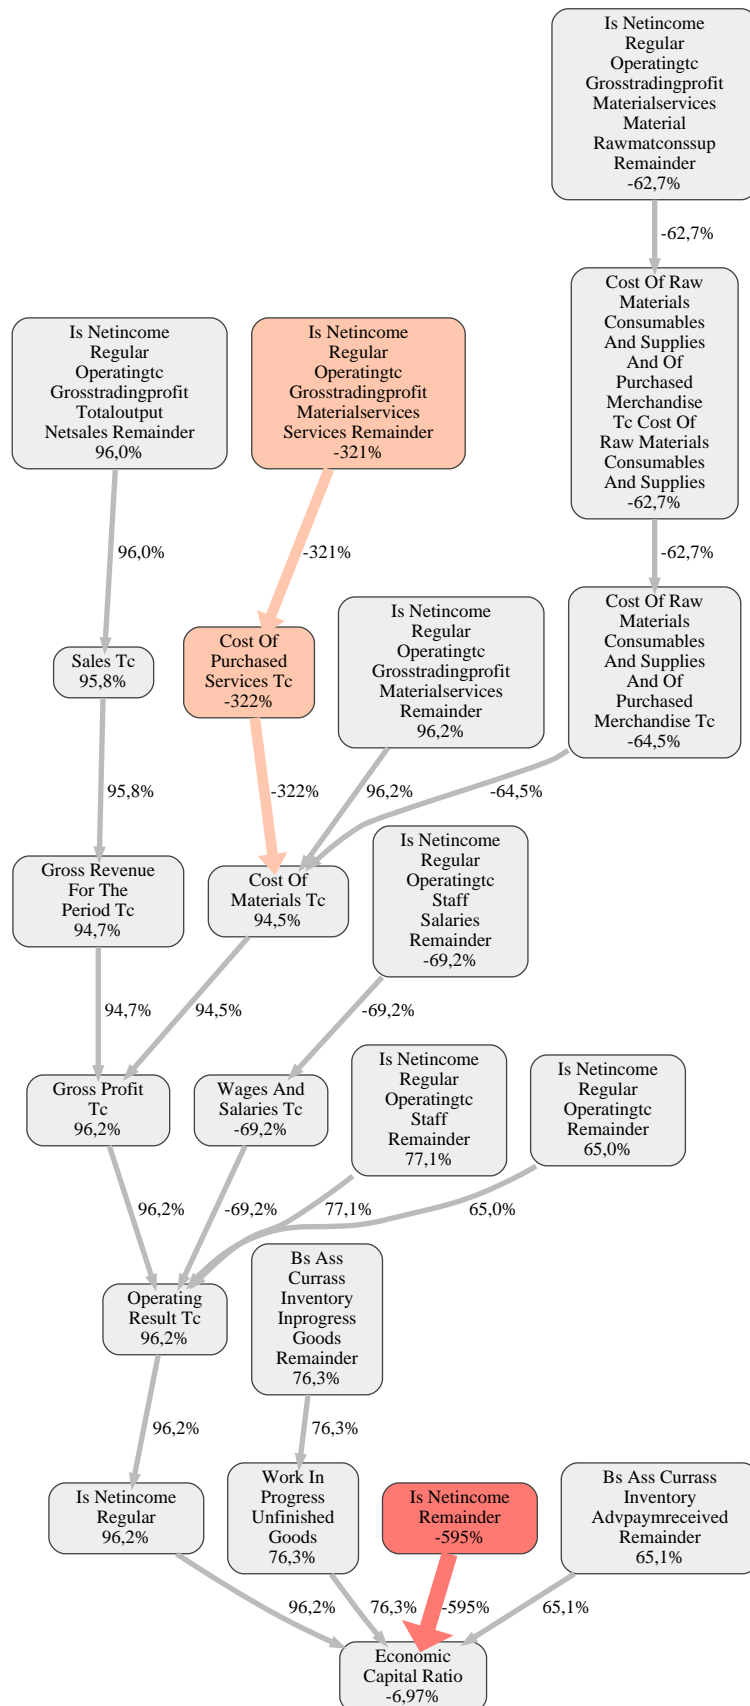 Is Netincome
Regular
Operatingtc
Grosstradingprofit
Materialservices
Material
Rawmatconssup
Remainder
-62,7%
-62,7%
Cost Of Raw
Materials
Consumables
And Supplies
And Of
Purchased
Merchandise
Tc Cost Of
Raw Materials
Consumables
And Supplies
-62,7%
Is Netincome
Regular
Operatingtc
Grosstradingprofit
Totaloutput
Netsales Remainder
96,0%
Is Netincome
Regular
Operatingtc
Grosstradingprofit
Materialservices
Services Remainder
-321%
96,0%
-321%
-62,7%
Sales Tc
95,8%
Cost Of
Purchased
Services Tc
-322%
Is Netincome
Regular
Operatingtc
Grosstradingprofit
Materialservices
Remainder
96,2%
Cost Of Raw
Materials
Consumables
And Supplies
And Of
Purchased
Merchandise Tc
-64,5%
95,8%
-322%
96,2%
-64,5%
Gross Revenue
For The
Period Tc
94,7%
Cost Of
Materials Tc
94,5%
Is Netincome
Regular
Operatingtc
Staff
Salaries
Remainder
-69,2%
94,7%
94,5%
-69,2%
Gross Profit
Tc
96,2%
Wages And
Salaries Tc
-69,2%
Is Netincome
Regular
Operatingtc
Staff
Remainder
77,1%
Is Netincome
Regular
Operatingtc
Remainder
65,0%
96,2%
-69,2%
77,1%
65,0%
Operating
Result Tc
96,2%
Bs Ass
Currass
Inventory
Inprogress
Goods
Remainder
76,3%
96,2%
76,3%
Is Netincome
Regular
96,2%
Work In
Progress
Unfinished
Goods
76,3%
Is Netincome
Remainder
-595%
Bs Ass Currass
Inventory
Advpaymreceived
Remainder
65,1%
96,2%
76,3%
-595%
65,1%
Economic
Capital Ratio
-6,97%